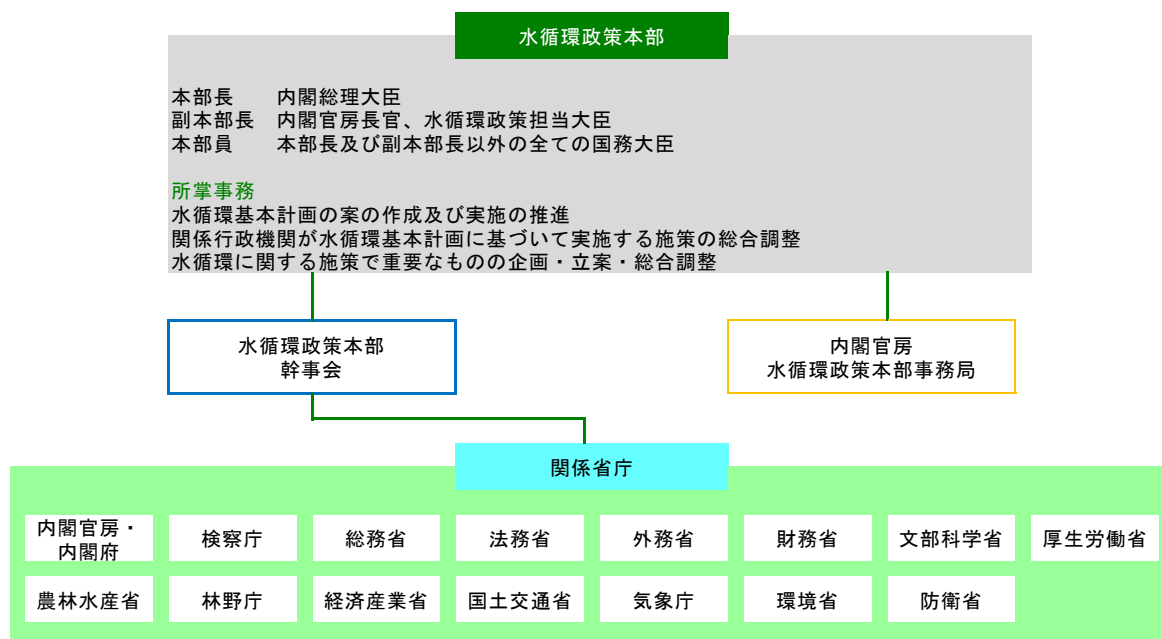 水循環政策本部
本部長　　内閣総理大臣
副本部長　内閣官房長官、水循環政策担当大臣
本部員　　本部長及び副本部長以外の全ての国務大臣
所掌事務
水循環基本計画の案の作成及び実施の推進
関係行政機関が水循環基本計画に基づいて実施する施策の総合調整
水循環に関する施策で重要なものの企画・立案・総合調整
水循環政策本部
幹事会
内閣官房
水循環政策本部事務局
関係省庁
内閣官房・
内閣府
検察庁
総務省
法務省
外務省
財務省
文部科学省
厚生労働省
農林水産省
林野庁
経済産業省
国土交通省
気象庁
環境省
防衛省